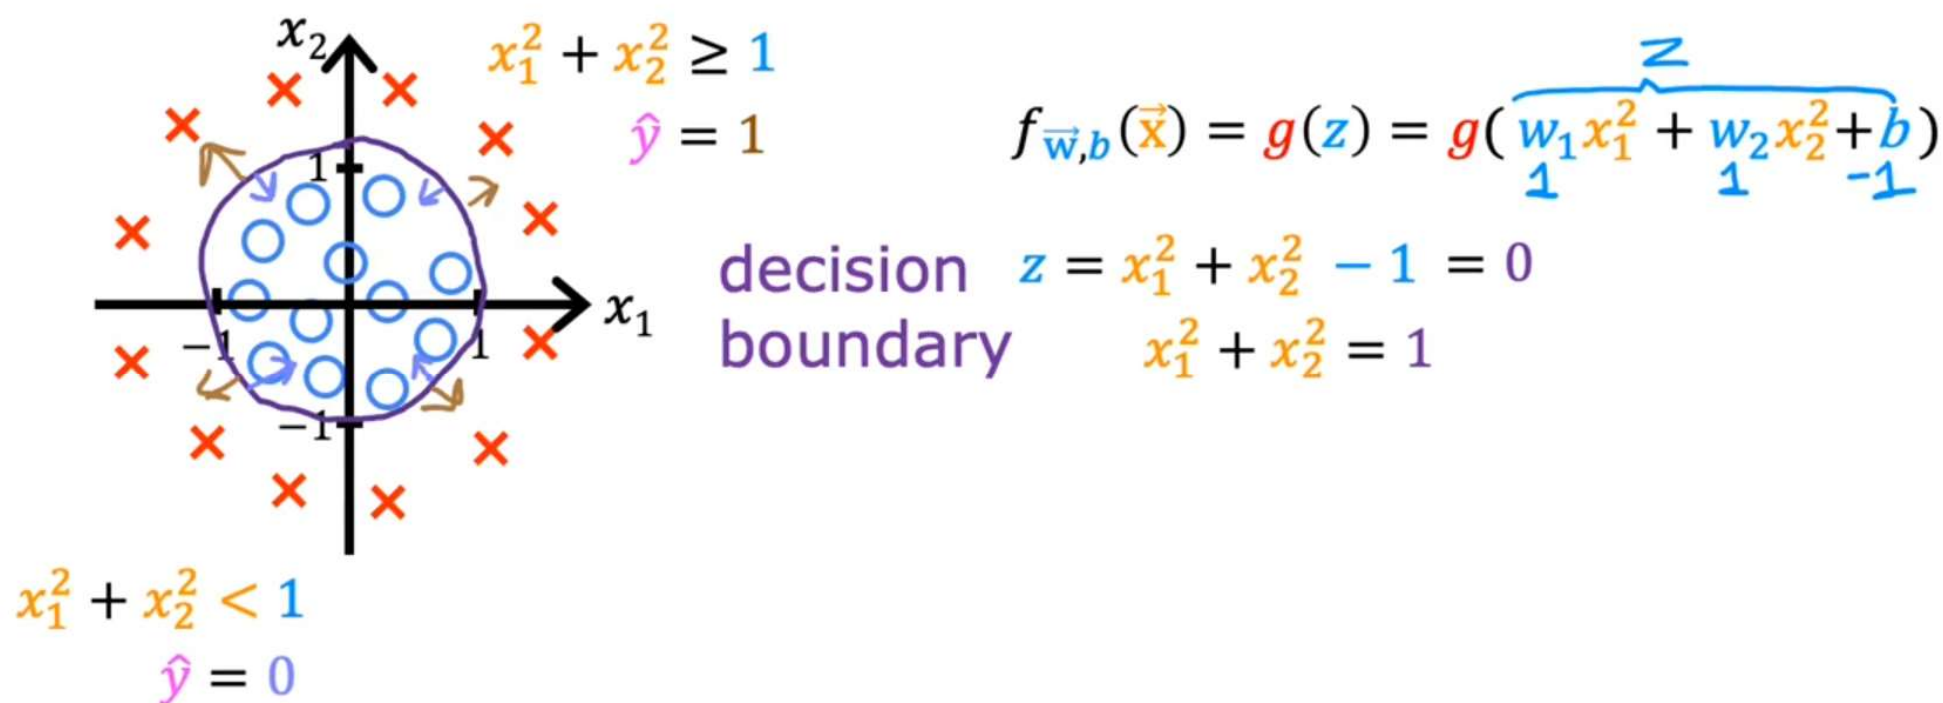 x₂
x₁² + x₂² ≥ 1
ŷ = 1
z
f_{w⃗,b}(x⃗) = g(z) = g(w₁x₁² + w₂x₂² + b)
1 1 -1
1
decision boundary
z = x₁² + x₂² − 1 = 0
x₁² + x₂² = 1
x₁
−1
1
−1
x₁² + x₂² < 1
ŷ = 0